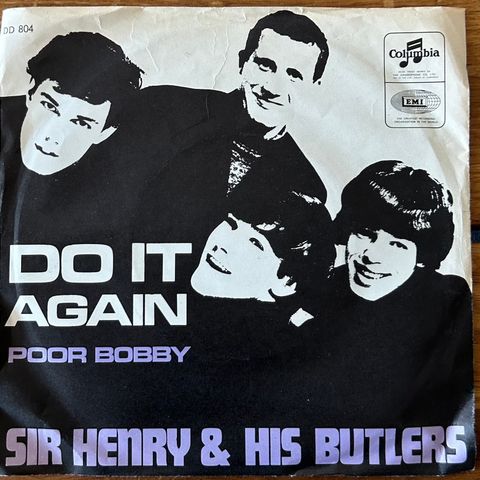 DD 804
Columbia
EMI
DO IT
AGAIN
POOR BOBBY
SIR HENRY & HIS BUTLERS